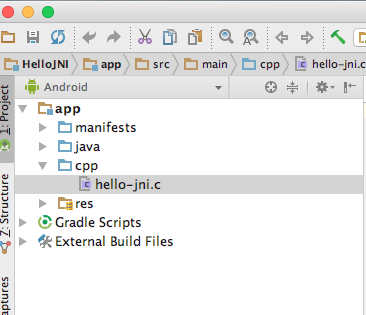 HelloJNI app src main cpp hello-jni.c
Android
1: Project
app
manifests
java
cpp
hello-jni.c
res
Gradle Scripts
External Build Files
Z: Structure
aptures